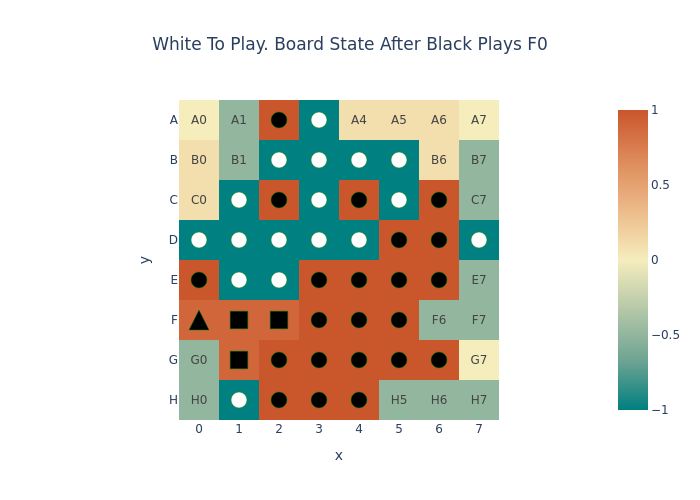 White To Play. Board State After Black Plays F0
A A0 A1 A4 A5 A6 A7
B B0 B1 B6 B7
C C0 C7
D
E E7
F F6 F7
G G0 G7
H H0 H5 H6 H7
0 1 2 3 4 5 6 7
x
y
1
0.5
0
−0.5
−1